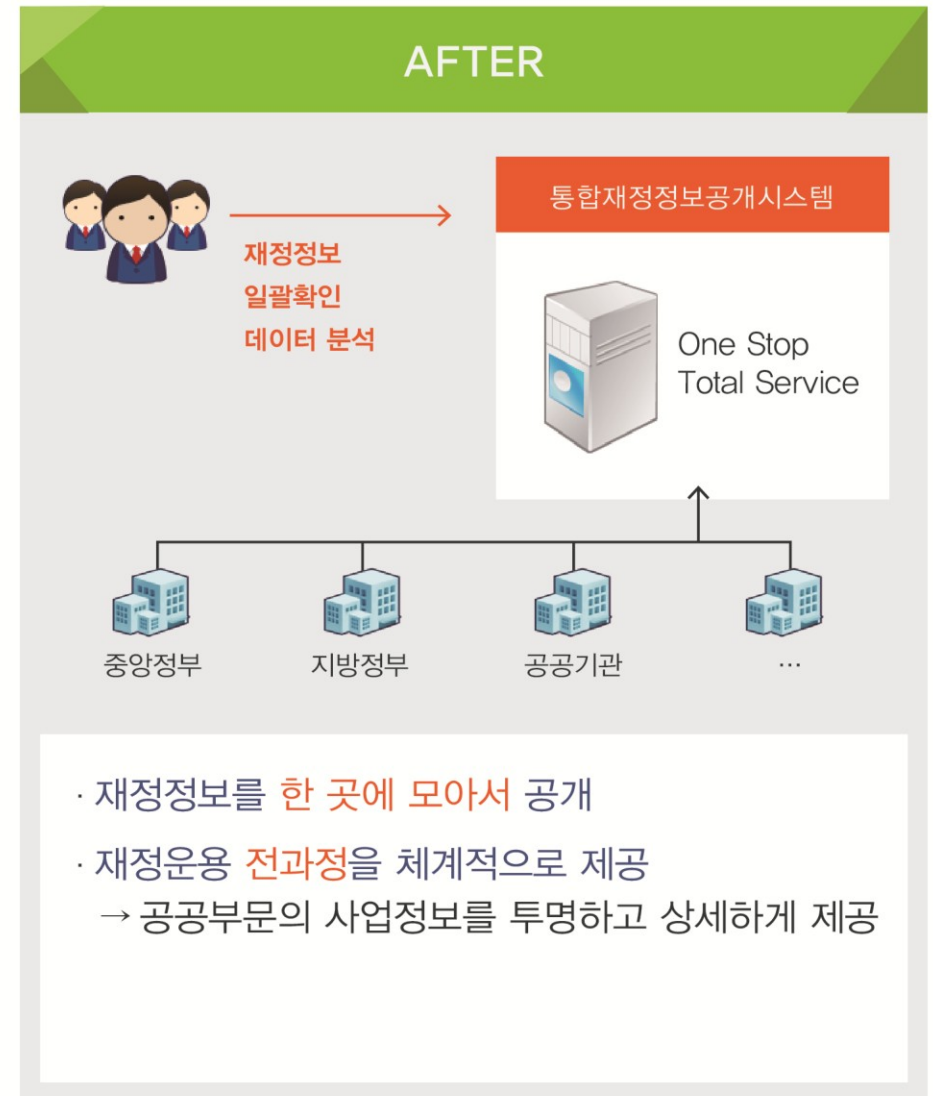 AFTER
통합재정정보공개시스템
재정정보
일괄확인
데이터 분석
One Stop
Total Service
중앙정부
지방정부
공공기관
…
· 재정정보를 한 곳에 모아서 공개
· 재정운용 전과정을 체계적으로 제공
→ 공공부문의 사업정보를 투명하고 상세하게 제공